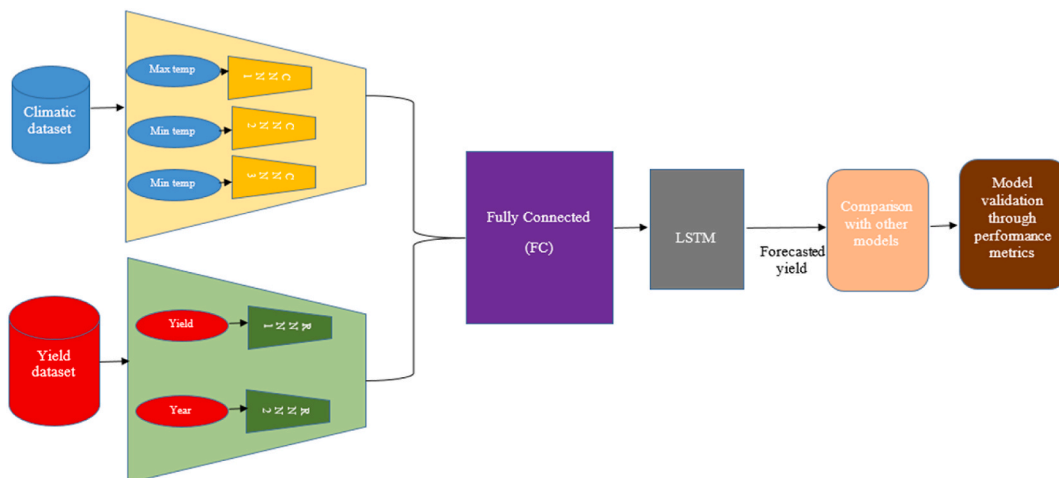 Climatic
dataset
Max temp
C N N 1
Min temp
C N N 2
Min temp
C N N 3
Yield
dataset
Yield
R N N 1
Year
R N N 2
Fully Connected
(FC)
LSTM
Forecasted
yield
Comparison
with other
models
Model
validation
through
performance
metrics